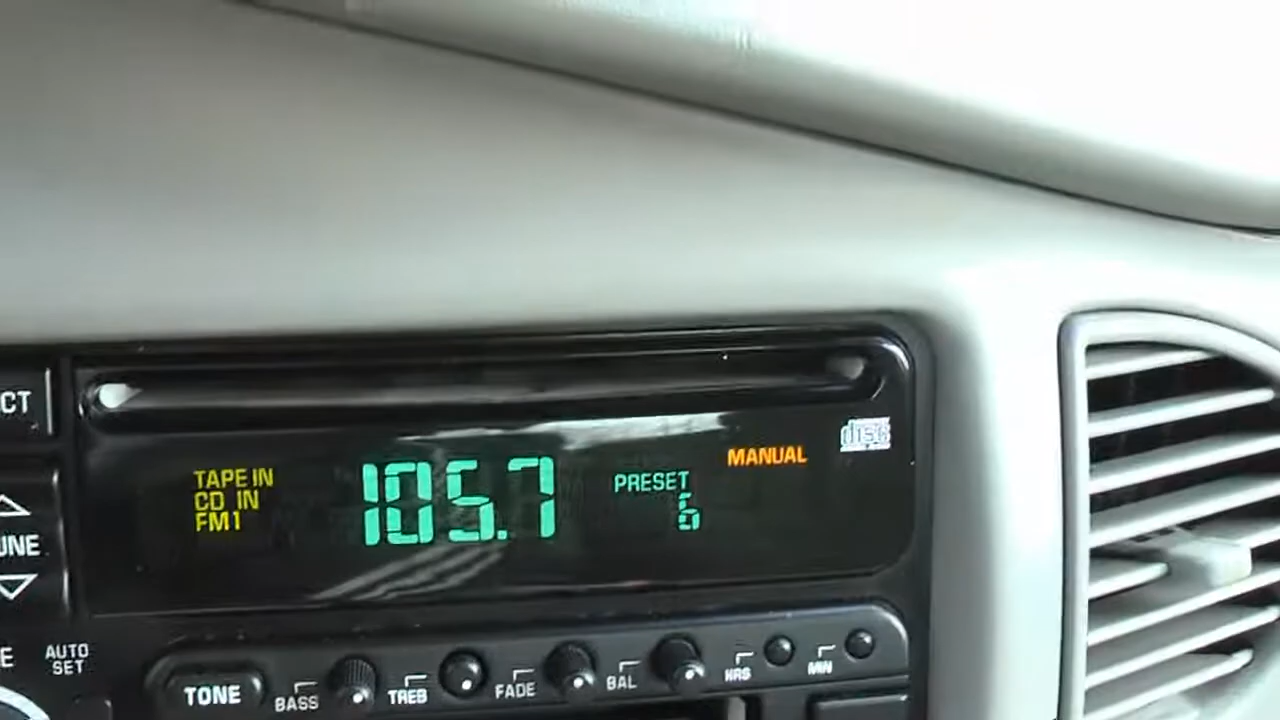 CT
TAPE IN
CD IN
FM1
105.7
PRESET
6
MANUAL
disc
UNE
E
AUTO
SET
TONE
BASS
TREB
FADE
BAL
HRS
MIN